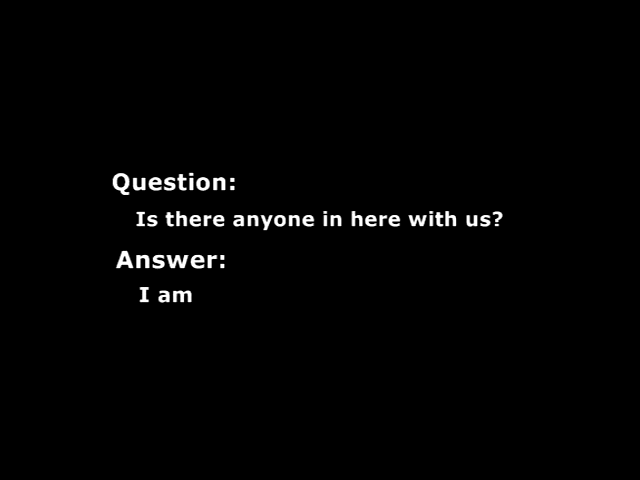 Question:
Is there anyone in here with us?
Answer:
I am